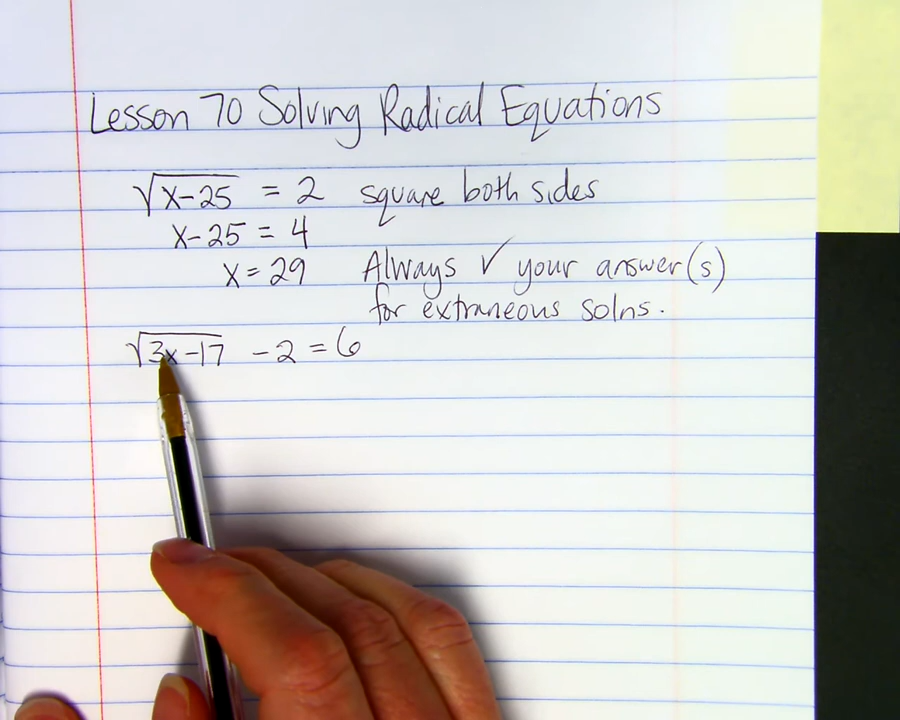 Lesson 70 Solving Radical Equations
√x-25 = 2 square both sides
x-25 = 4
x = 29 Always ✓ your answer(s)
for extraneous solns.
√3x-17 - 2 = 6